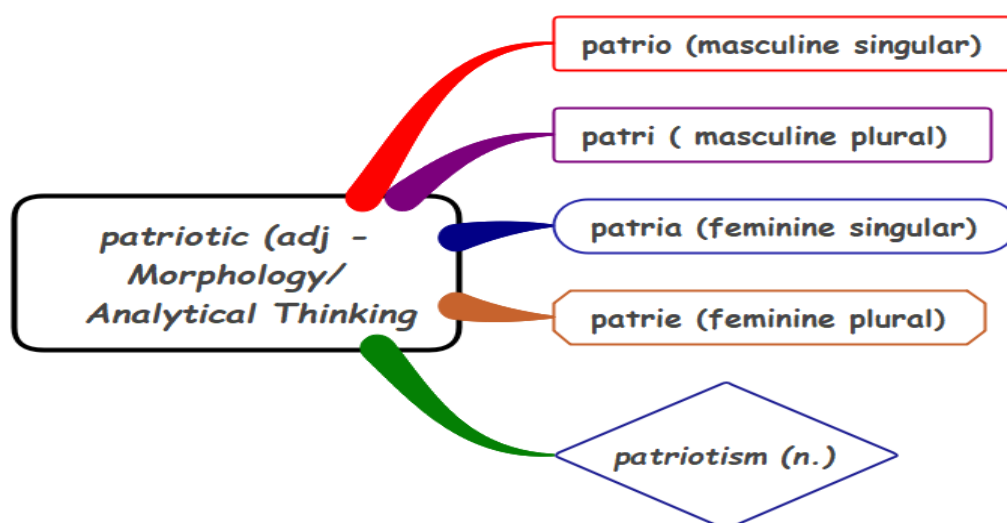 patriotic (adj -
Morphology/
Analytical Thinking
patrio (masculine singular)
patri ( masculine plural)
patria (feminine singular)
patrie (feminine plural)
patriotism (n.)